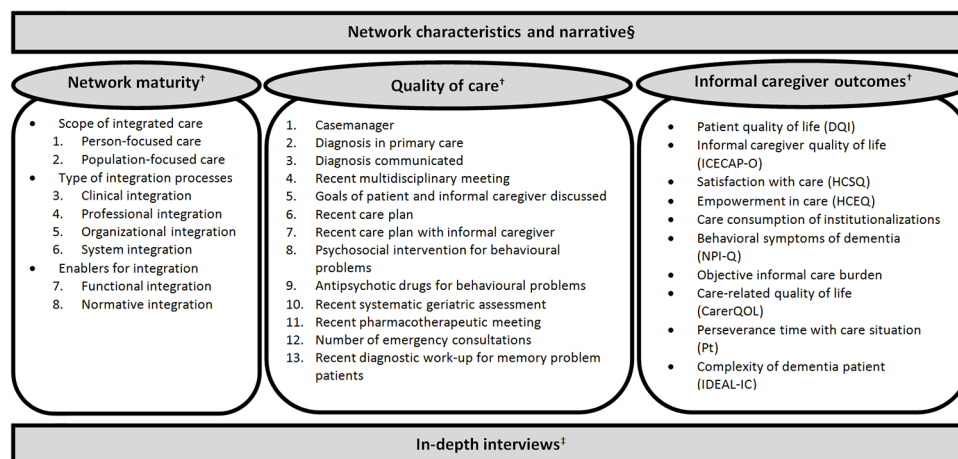 Network characteristics and narrative§
Network maturity†
• Scope of integrated care
1. Person-focused care
2. Population-focused care
• Type of integration processes
3. Clinical integration
4. Professional integration
5. Organizational integration
6. System integration
• Enablers for integration
7. Functional integration
8. Normative integration
Quality of care†
1. Casemanager
2. Diagnosis in primary care
3. Diagnosis communicated
4. Recent multidisciplinary meeting
5. Goals of patient and informal caregiver discussed
6. Recent care plan
7. Recent care plan with informal caregiver
8. Psychosocial intervention for behavioural
problems
9. Antipsychotic drugs for behavioural problems
10. Recent systematic geriatric assessment
11. Recent pharmacotherapeutic meeting
12. Number of emergency consultations
13. Recent diagnostic work-up for memory problem
patients
Informal caregiver outcomes†
• Patient quality of life (DQI)
• Informal caregiver quality of life
(ICECAP-O)
• Satisfaction with care (HCSQ)
• Empowerment in care (HCEQ)
• Care consumption of institutionalizations
• Behavioral symptoms of dementia
(NPI-Q)
• Objective informal care burden
• Care-related quality of life
(CarerQOL)
• Perseverance time with care situation
(Pt)
• Complexity of dementia patient
(IDEAL-IC)
In-depth interviews‡